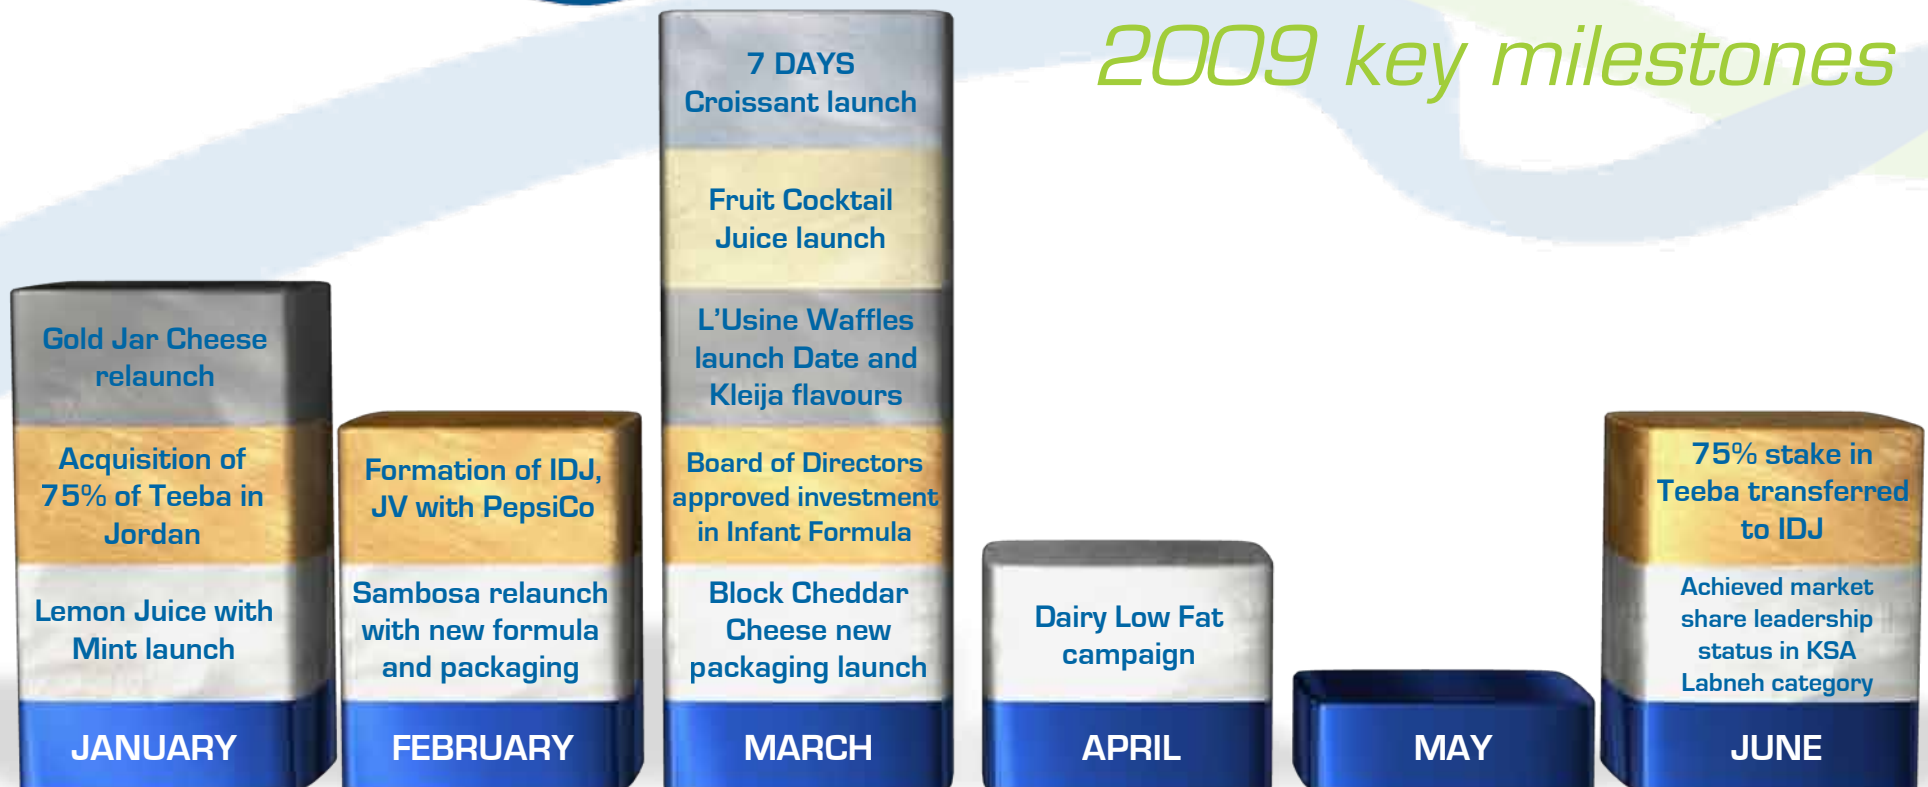 2009 key milestones
Gold Jar Cheese
relaunch
Acquisition of
75% of Teeba in
Jordan
Lemon Juice with
Mint launch
JANUARY
Formation of IDJ,
JV with PepsiCo
Sambosa relaunch
with new formula
and packaging
FEBRUARY
7 DAYS
Croissant launch
Fruit Cocktail
Juice launch
L'Usine Waffles
launch Date and
Kleija flavours
Board of Directors
approved investment
in Infant Formula
Block Cheddar
Cheese new
packaging launch
MARCH
Dairy Low Fat
campaign
APRIL
MAY
75% stake in
Teeba transferred
to IDJ
Achieved market
share leadership
status in KSA
Labneh category
JUNE